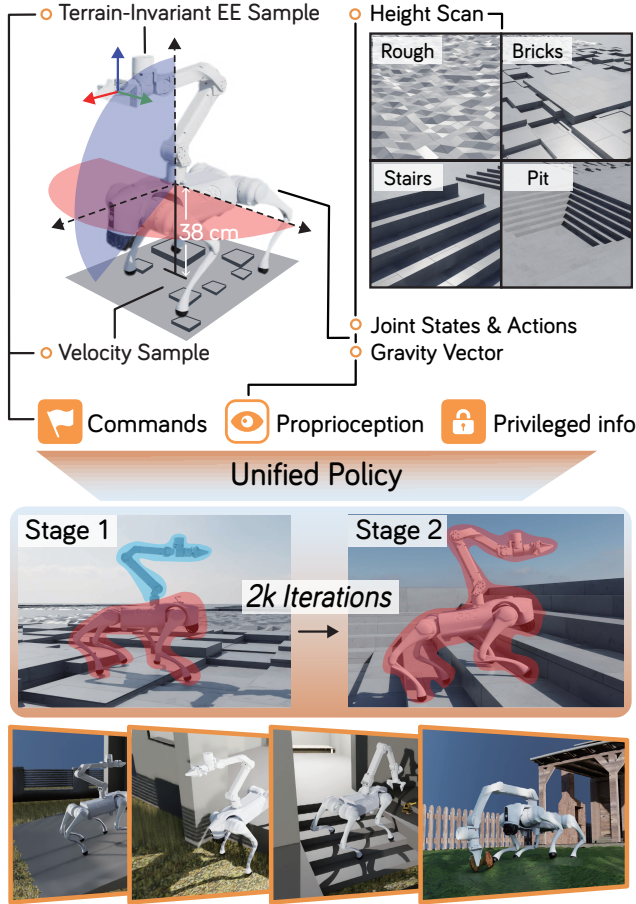 Terrain-Invariant EE Sample
Height Scan
Rough
Bricks
Stairs
Pit
38 cm
Joint States & Actions
Velocity Sample
Gravity Vector
Commands
Proprioception
Privileged info
Unified Policy
Stage 1
Stage 2
2k Iterations